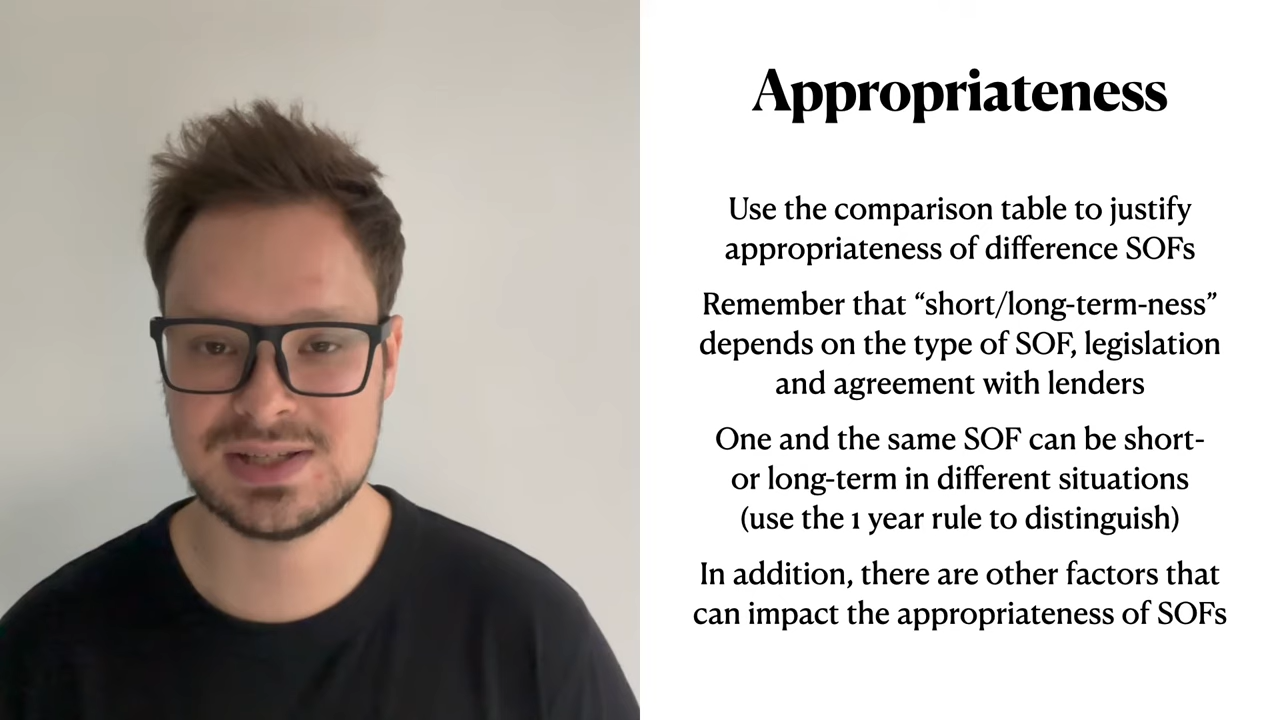 Appropriateness
Use the comparison table to justify
appropriateness of difference SOFs
Remember that “short/long-term-ness”
depends on the type of SOF, legislation
and agreement with lenders
One and the same SOF can be short-
or long-term in different situations
(use the 1 year rule to distinguish)
In addition, there are other factors that
can impact the appropriateness of SOFs